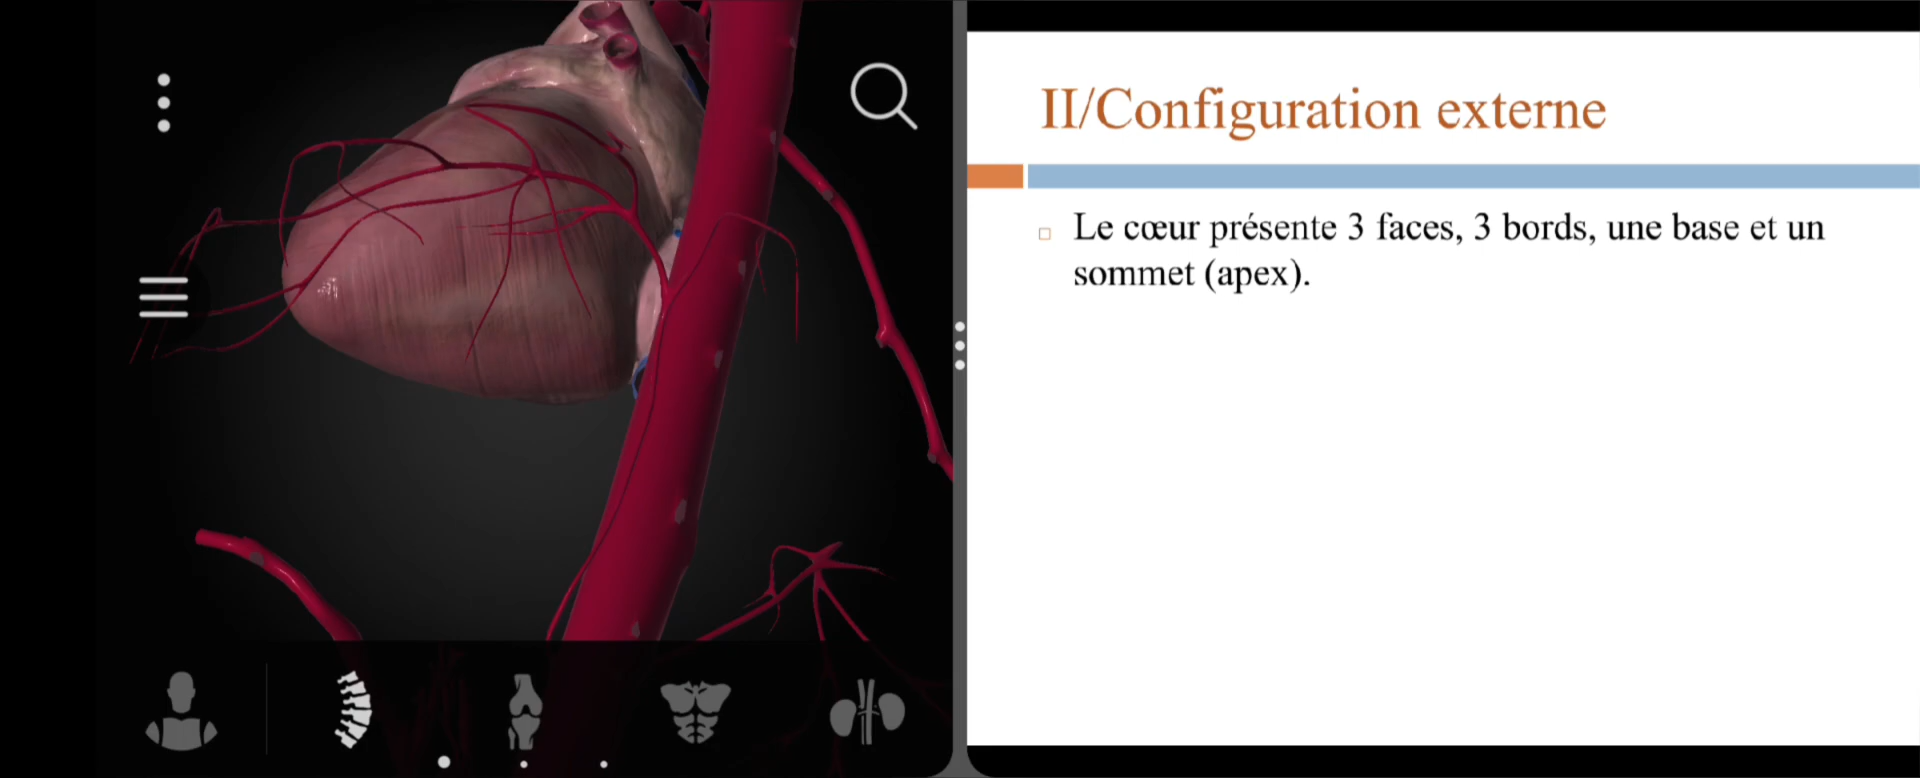 II/Configuration externe
Le cœur présente 3 faces, 3 bords, une base et un
sommet (apex).